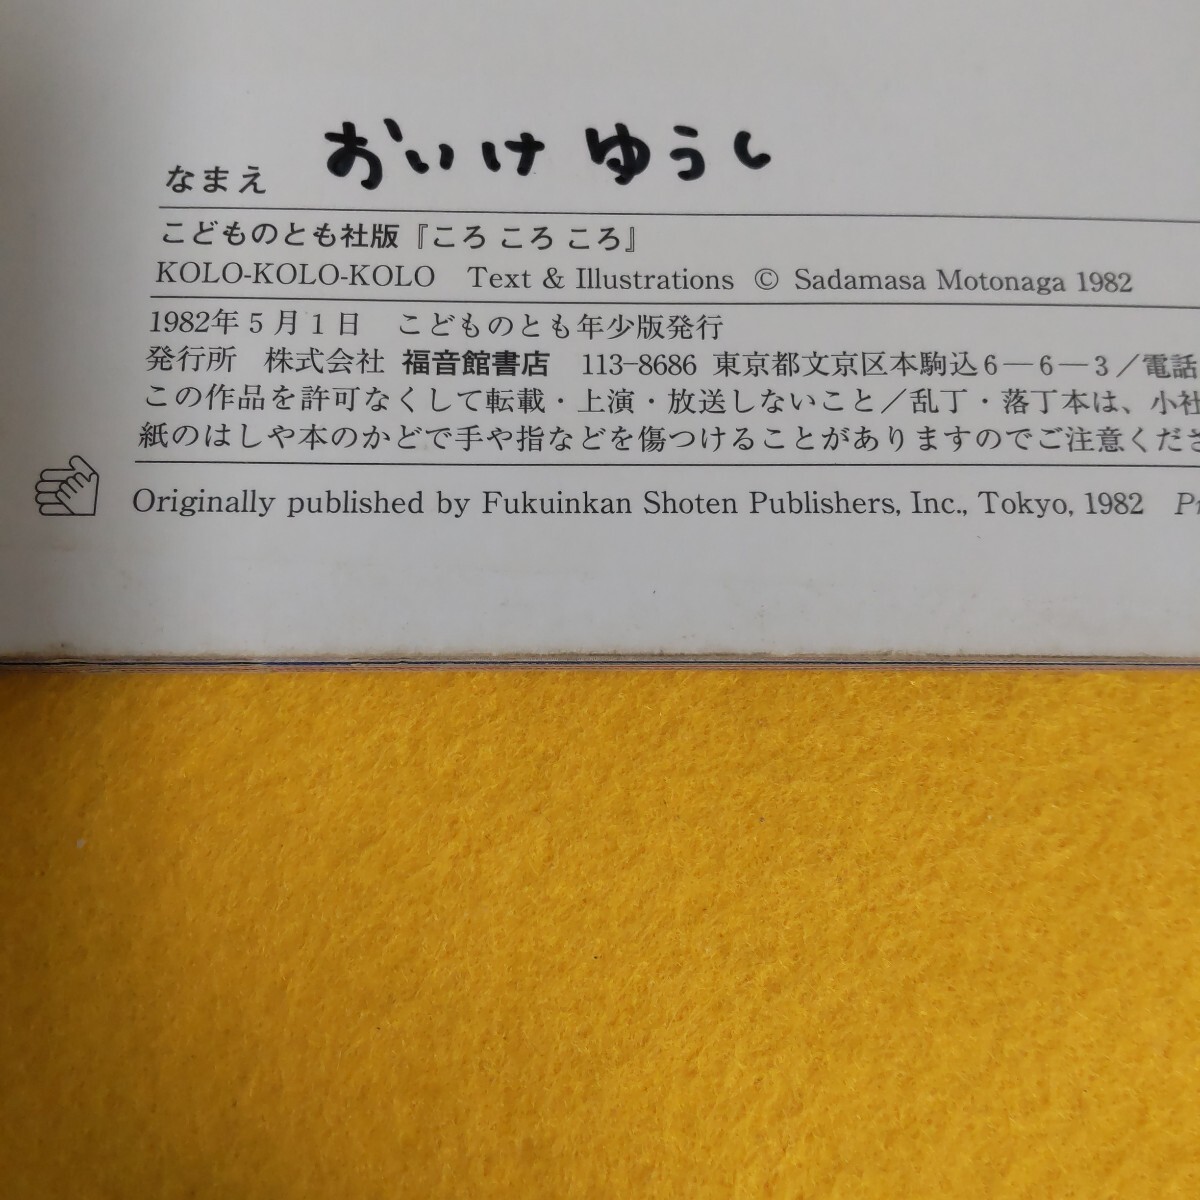 なまえ おいけ ゆうし
こどものとも社版『ころ ころ ころ』
KOLO-KOLO-KOLO Text & Illustrations © Sadamasa Motonaga 1982
1982年5月1日 こどものとも年少版発行
発行所 株式会社 福音館書店 113-8686 東京都文京区本駒込6-6-3／電話
この作品を許可なくして転載・上演・放送しないこと／乱丁・落丁本は、小社
紙のはしや本のかどで手や指などを傷つけることがありますのでご注意くださ
Originally published by Fukuinkan Shoten Publishers, Inc., Tokyo, 1982